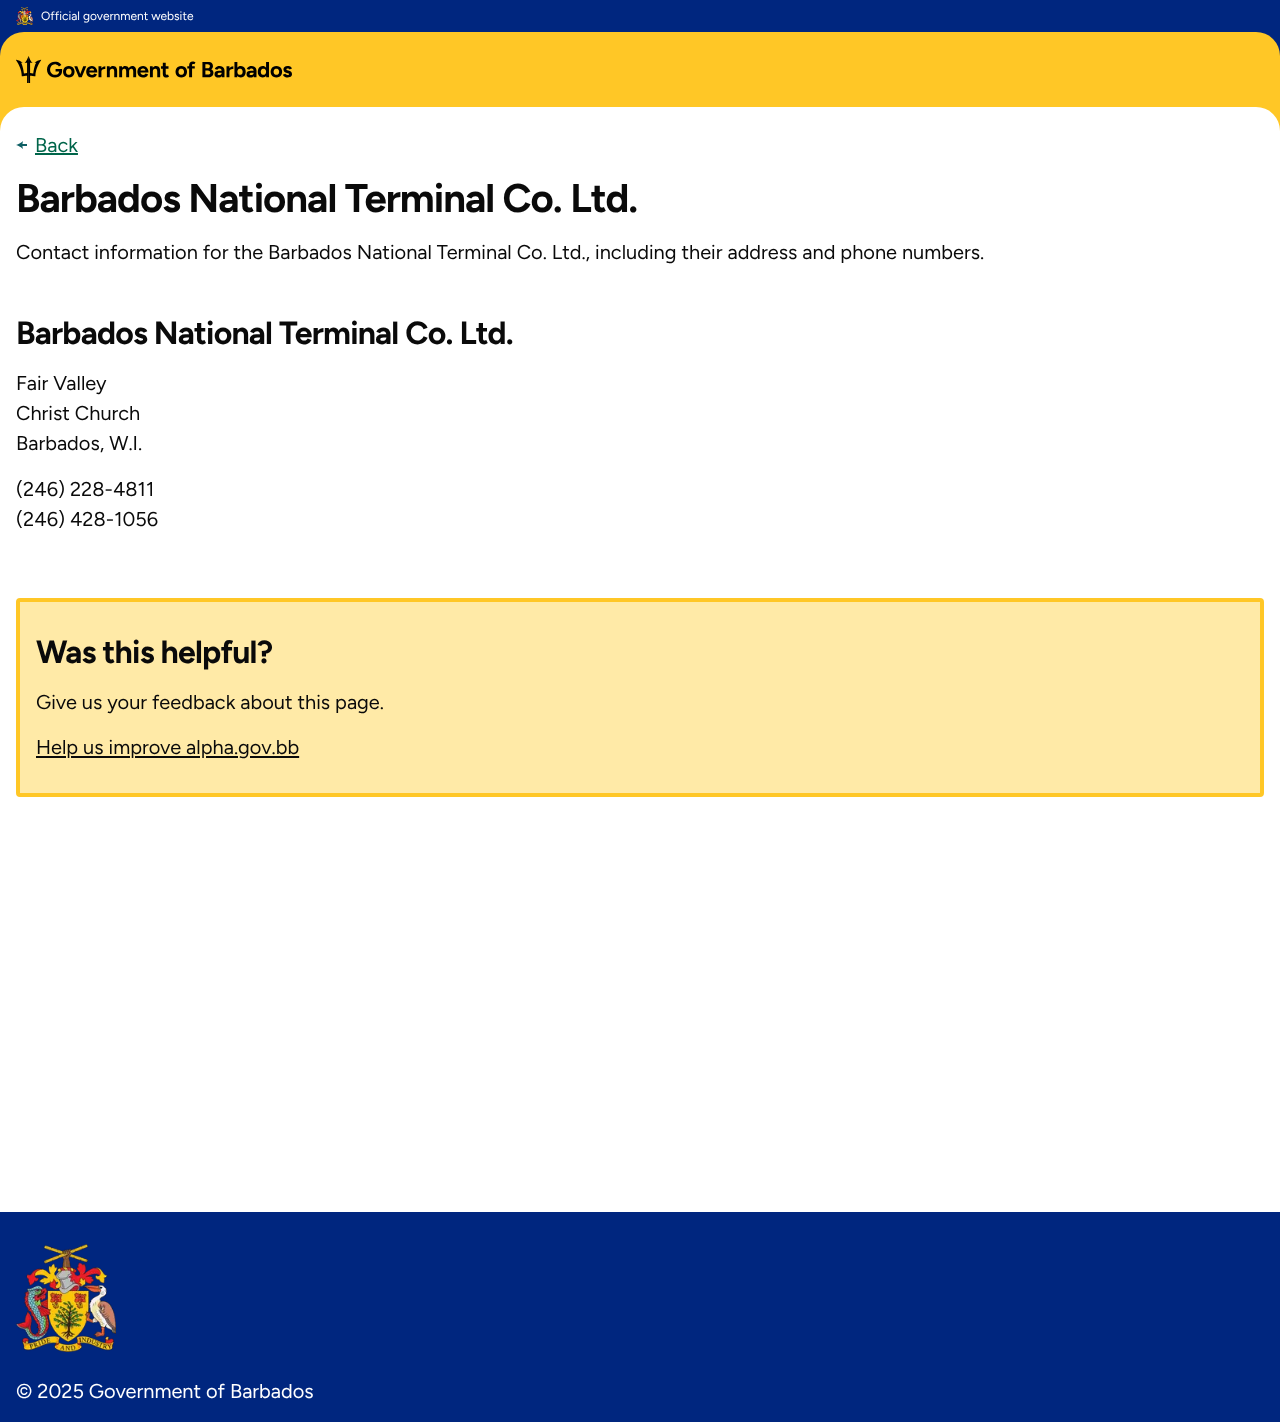 Official government website
Government of Barbados
Back
Barbados National Terminal Co. Ltd.
Contact information for the Barbados National Terminal Co. Ltd., including their address and phone numbers.
Barbados National Terminal Co. Ltd.
Fair Valley
Christ Church
Barbados, W.I.
(246) 228-4811
(246) 428-1056
Was this helpful?
Give us your feedback about this page.
Help us improve alpha.gov.bb
PRIDE AND INDUSTRY
© 2025 Government of Barbados